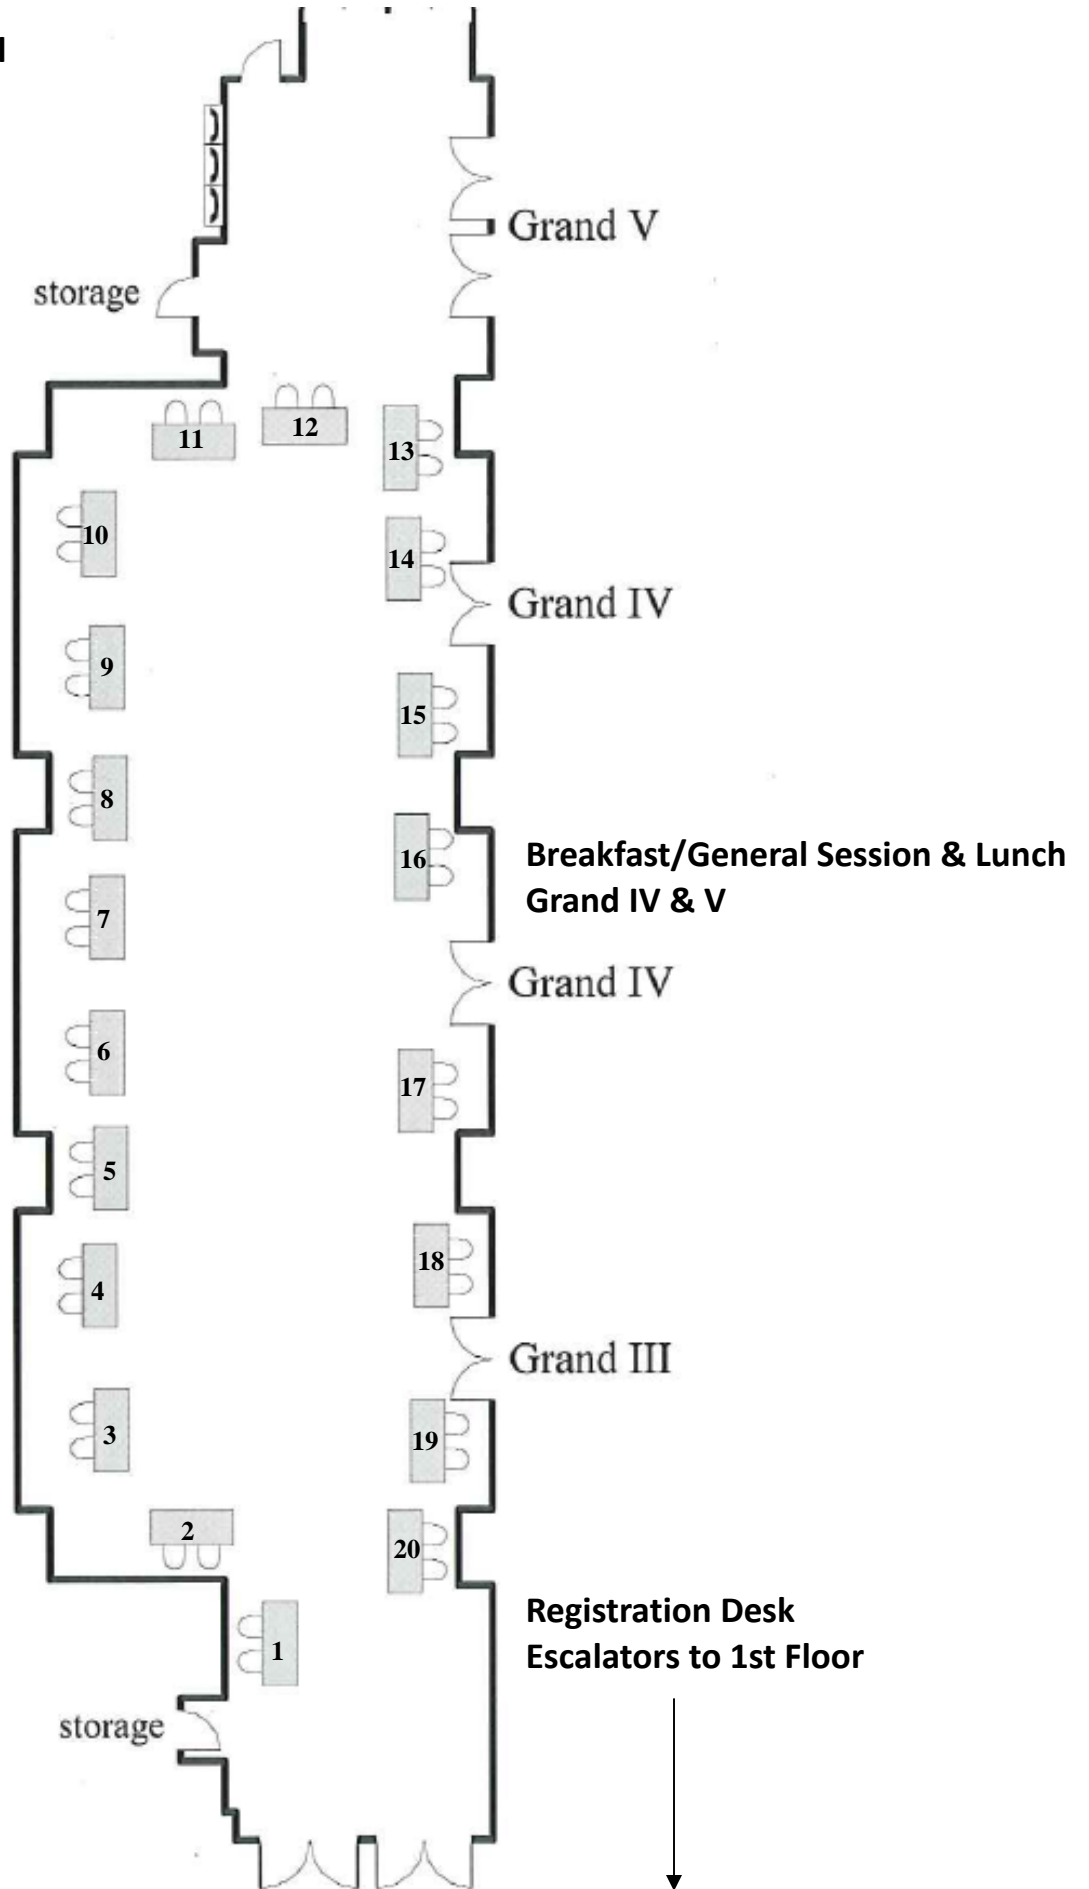 Grand V
storage
12
11
13
10
14
Grand IV
9
15
8
16
Breakfast/General Session & Lunch
Grand IV & V
7
Grand IV
6
17
5
18
4
Grand III
3
19
2
20
Registration Desk
1
Escalators to 1st Floor
storage